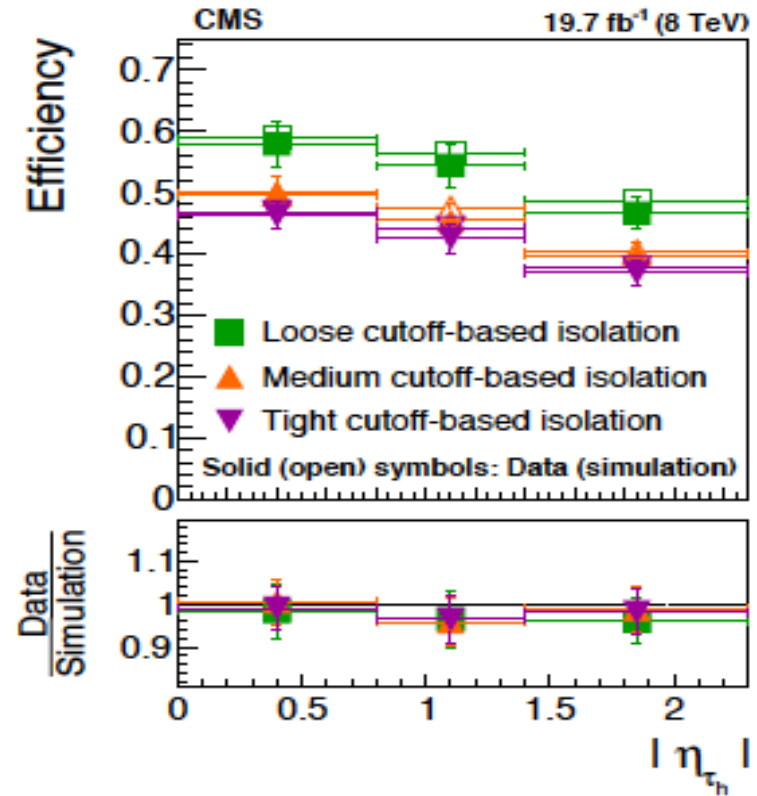 CMS 19.7 fb⁻¹ (8 TeV)
Efficiency
0.7
0.6
0.5
0.4
0.3
0.2
0.1
0
Loose cutoff-based isolation
Medium cutoff-based isolation
Tight cutoff-based isolation
Solid (open) symbols: Data (simulation)
Data
Simulation
1.1
1
0.9
0 0.5 1 1.5 2
| η_τ_h |